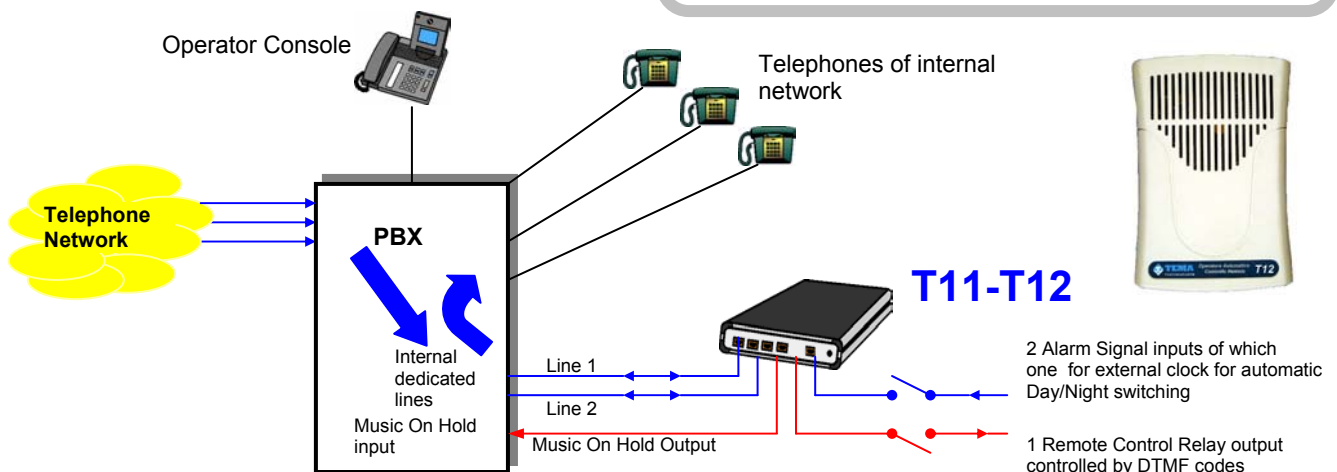 Operator Console
Telephones of internal
network
Telephone
Network
PBX
T11-T12
Internal
dedicated
lines
Music On Hold
input
Line 1
Line 2
Music On Hold Output
2 Alarm Signal inputs of which
one for external clock for automatic
Day/Night switching
1 Remote Control Relay output
controlled by DTMF codes
TEMA
T12